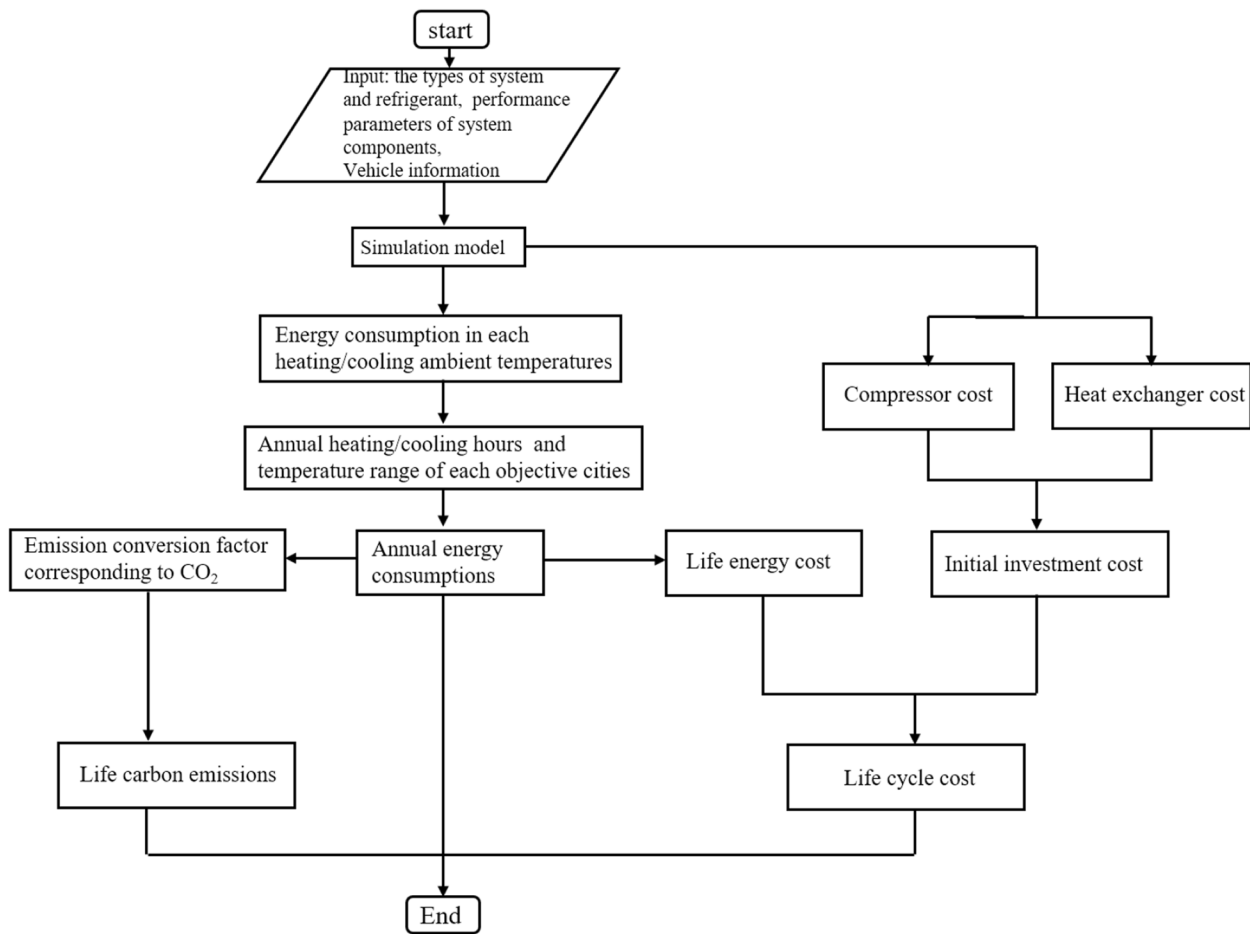 start
Input: the types of system
and refrigerant, performance
parameters of system
components,
Vehicle information
Simulation model
Energy consumption in each
heating/cooling ambient temperatures
Compressor cost
Heat exchanger cost
Annual heating/cooling hours and
temperature range of each objective cities
Emission conversion factor
corresponding to CO₂
Annual energy
consumptions
Life energy cost
Initial investment cost
Life carbon emissions
Life cycle cost
End